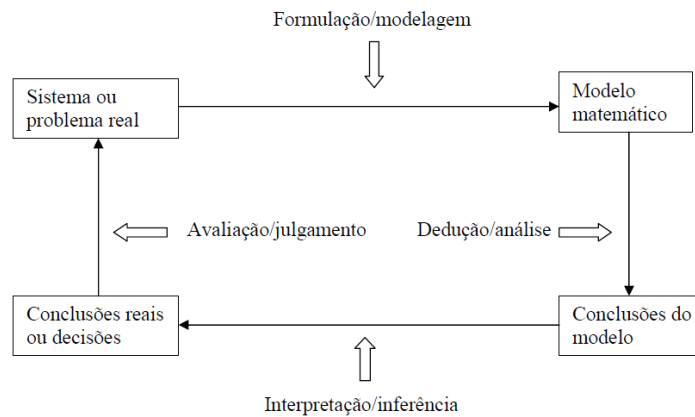 Formulação/modelagem
Sistema ou
problema real
Modelo
matemático
Avaliação/julgamento
Dedução/análise
Conclusões reais
ou decisões
Conclusões do
modelo
Interpretação/inferência